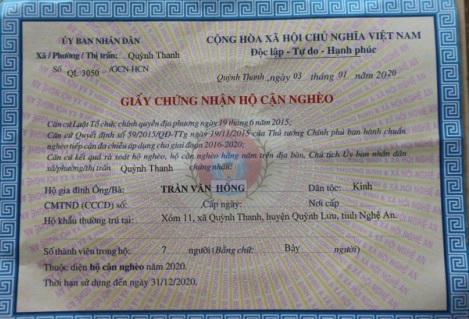 ỦY BAN NHÂN DÂN
CỘNG HÒA XÃ HỘI CHỦ NGHĨA VIỆT NAM
Xã / Phường / Thị trấn: Quỳnh Thanh
Độc lập - Tự do - Hạnh phúc
Số QL 3050 /GCN-HCN
Quỳnh Thanh, ngày 03 tháng 01 năm 2020
GIẤY CHỨNG NHẬN HỘ CẬN NGHÈO
Căn cứ Luật Tổ chức chính quyền địa phương ngày 19 tháng 6 năm 2015;
Căn cứ Quyết định số 59/2015/QĐ-TTg ngày 19/11/2015 của Thủ tướng Chính phủ ban hành chuẩn
nghèo tiếp cận đa chiều áp dụng cho giai đoạn 2016-2020;
Căn cứ kết quả rà soát hộ nghèo, hộ cận nghèo hằng năm trên địa bàn, Chủ tịch Ủy ban nhân dân
xã/phường/thị trấn Quỳnh Thanh chứng nhận:
Hộ gia đình Ông/Bà: TRẦN VĂN HỒNG Dân tộc: Kinh
CMTND (CCCD) số: Cấp ngày: Nơi cấp
Hộ khẩu thường trú tại: Xóm 11, xã Quỳnh Thanh, huyện Quỳnh Lưu, tỉnh Nghệ An.
Số thành viên trong hộ: 7 người (Bằng chữ: Bảy người)
Thuộc diện hộ cận nghèo năm 2020.
Thời hạn sử dụng đến ngày 31/12/2020.